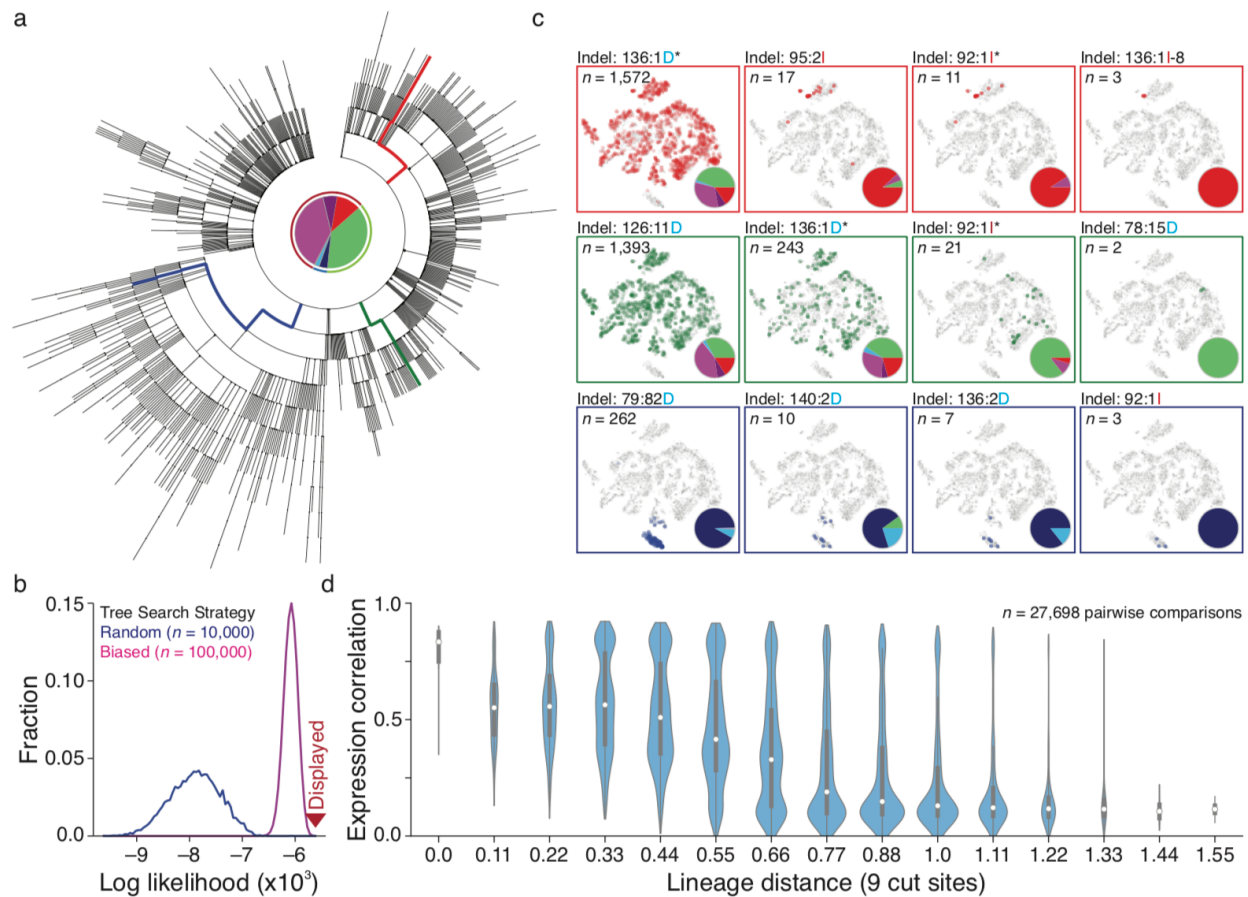 a
c
Indel: 136:1D*
n = 1,572
Indel: 95:2I
n = 17
Indel: 92:1I*
n = 11
Indel: 136:1I-8
n = 3
Indel: 126:11D
n = 1,393
Indel: 136:1D*
n = 243
Indel: 92:1I*
n = 21
Indel: 78:15D
n = 2
Indel: 79:82D
n = 262
Indel: 140:2D
n = 10
Indel: 136:2D
n = 7
Indel: 92:1I
n = 3
b
Tree Search Strategy
Random (n = 10,000)
Biased (n = 100,000)
Displayed
Fraction
0.15
0.10
0.05
0.0
−9 −8 −7 −6
Log likelihood (x10³)
d
n = 27,698 pairwise comparisons
Expression correlation
1.0
0.5
0.0
0.0 0.11 0.22 0.33 0.44 0.55 0.66 0.77 0.88 1.0 1.11 1.22 1.33 1.44 1.55
Lineage distance (9 cut sites)